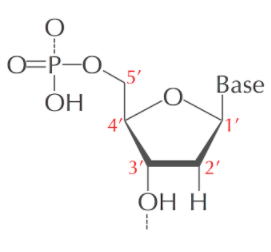 O
O=P–O 5′
OH
O
Base
4′ 1′
3′ 2′
OH H